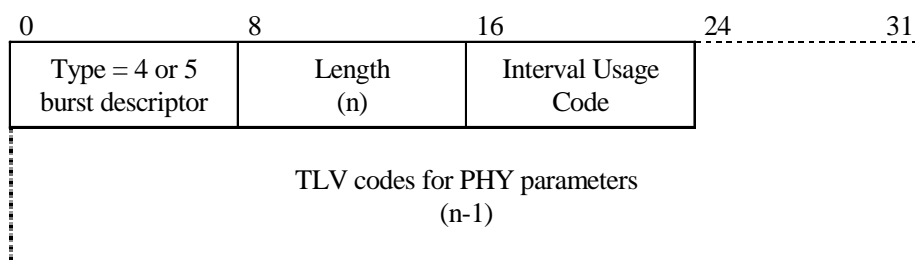 0 8 16 24 31
Type = 4 or 5 Length Interval Usage
burst descriptor (n) Code
TLV codes for PHY parameters
(n-1)